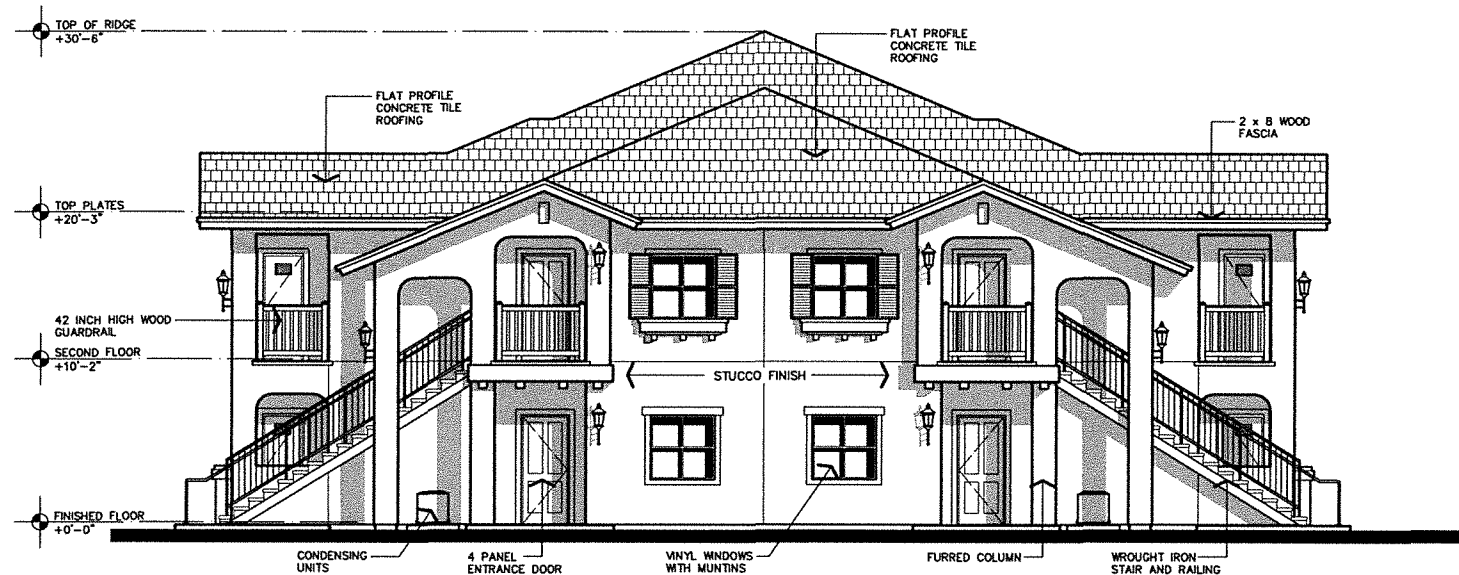 TOP OF RIDGE
+30'-6"
FLAT PROFILE
CONCRETE TILE
ROOFING
FLAT PROFILE
CONCRETE TILE
ROOFING
2 x 8 WOOD
FASCIA
TOP PLATES
+20'-3"
42 INCH HIGH WOOD
GUARDRAIL
SECOND FLOOR
+10'-2"
STUCCO FINISH
FINISHED FLOOR
+0'-0"
CONDENSING
UNITS
4 PANEL
ENTRANCE DOOR
VINYL WINDOWS
WITH MUNTINS
FURRED COLUMN
WROUGHT IRON
STAIR AND RAILING